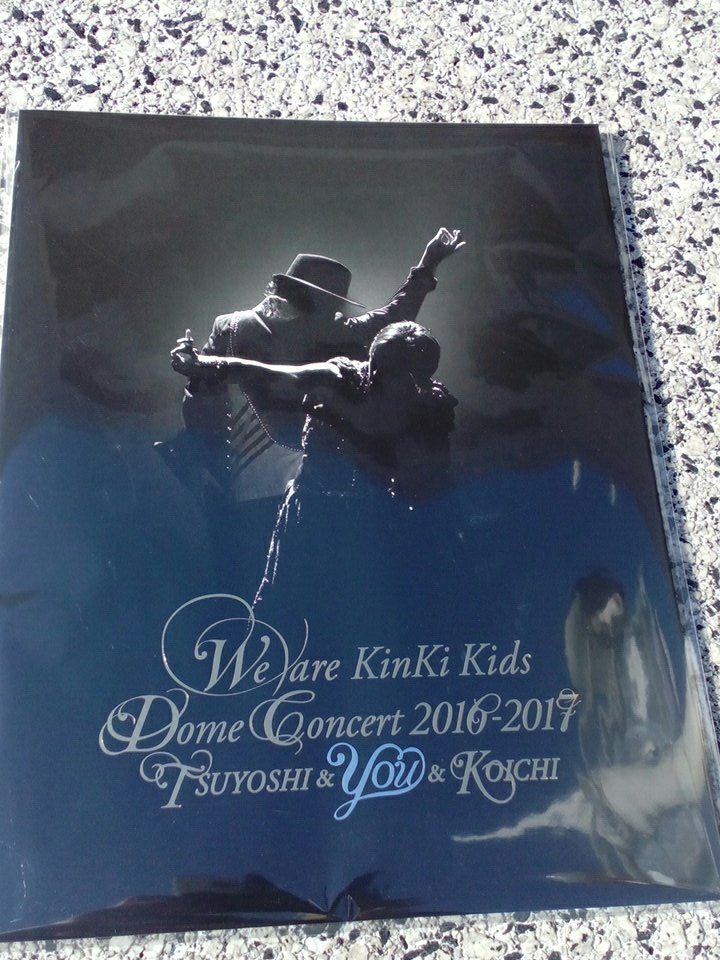 We are KinKi Kids
Dome Concert 2016-2017
TSUYOSHI & YOU & KOICHI